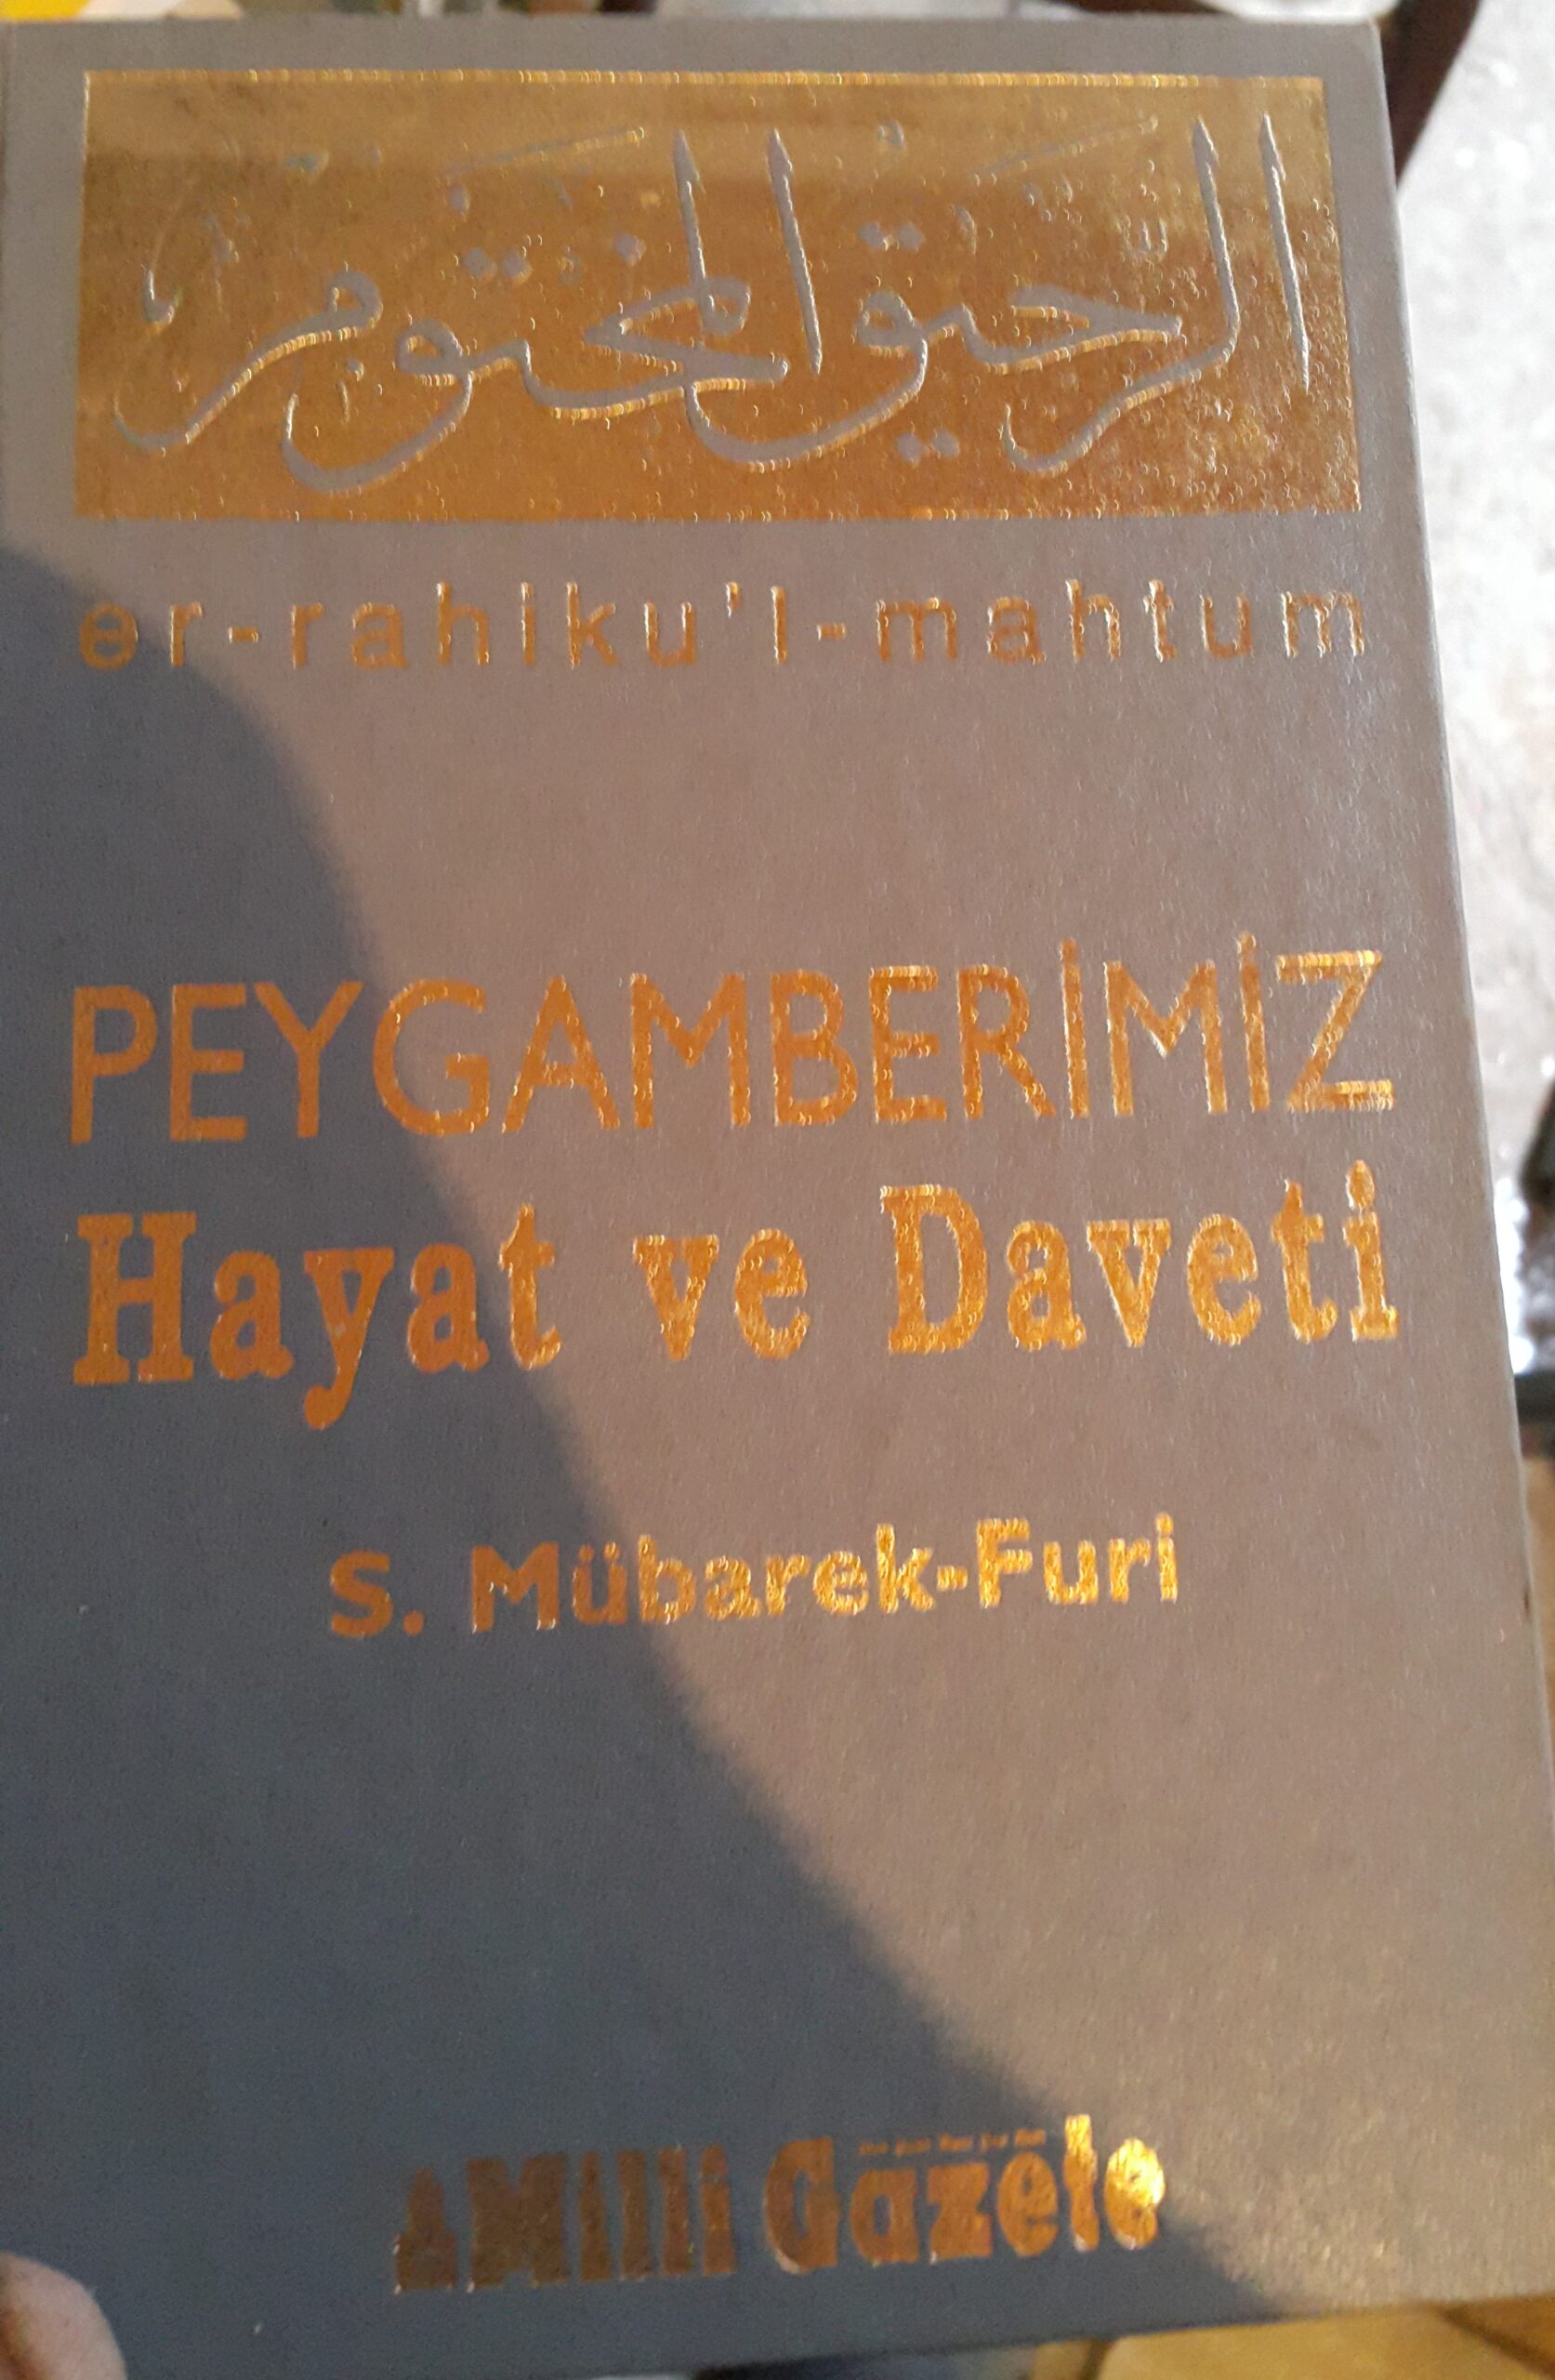 الرحيق المختوم
er-rahiku'l-mahtum
PEYGAMBERİMİZ
Hayat ve Daveti
S. Mübarek-Furi
Milli Gazete